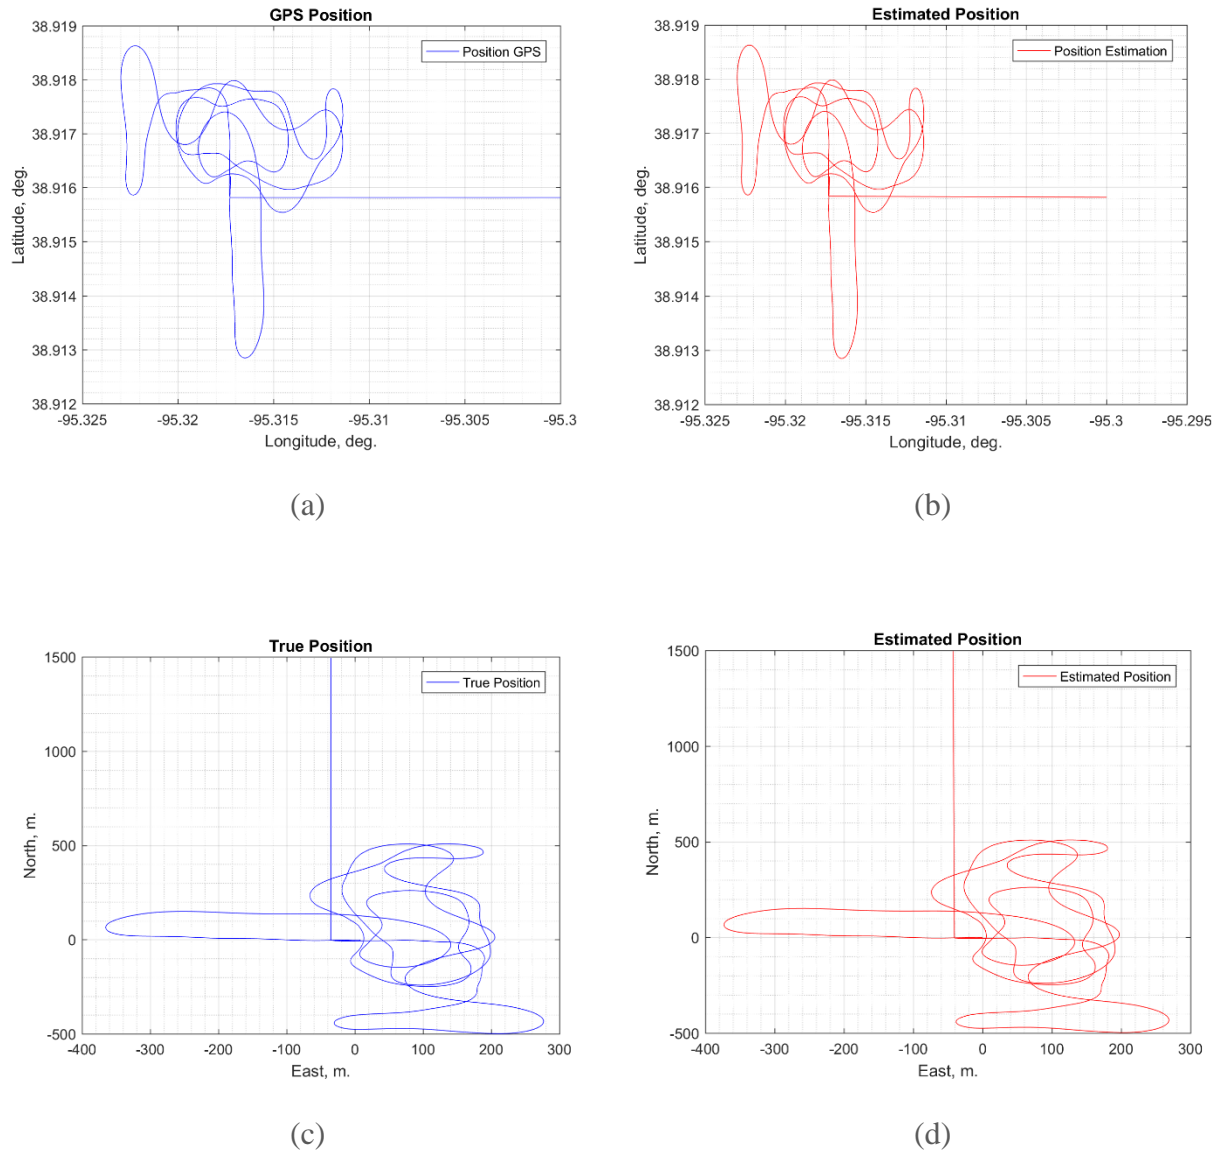 GPS Position
Position GPS
38.919
38.918
38.917
38.916
38.915
38.914
38.913
38.912
Latitude, deg.
-95.325
-95.32
-95.315
-95.31
-95.305
-95.3
Longitude, deg.
(a)
Estimated Position
Position Estimation
38.919
38.918
38.917
38.916
38.915
38.914
38.913
38.912
Latitude, deg.
-95.325
-95.32
-95.315
-95.31
-95.305
-95.3
-95.295
Longitude, deg.
(b)
True Position
True Position
1500
1000
500
0
-500
North, m.
-400
-300
-200
-100
0
100
200
300
East, m.
(c)
Estimated Position
Estimated Position
1500
1000
500
0
-500
North, m.
-400
-300
-200
-100
0
100
200
300
East, m.
(d)